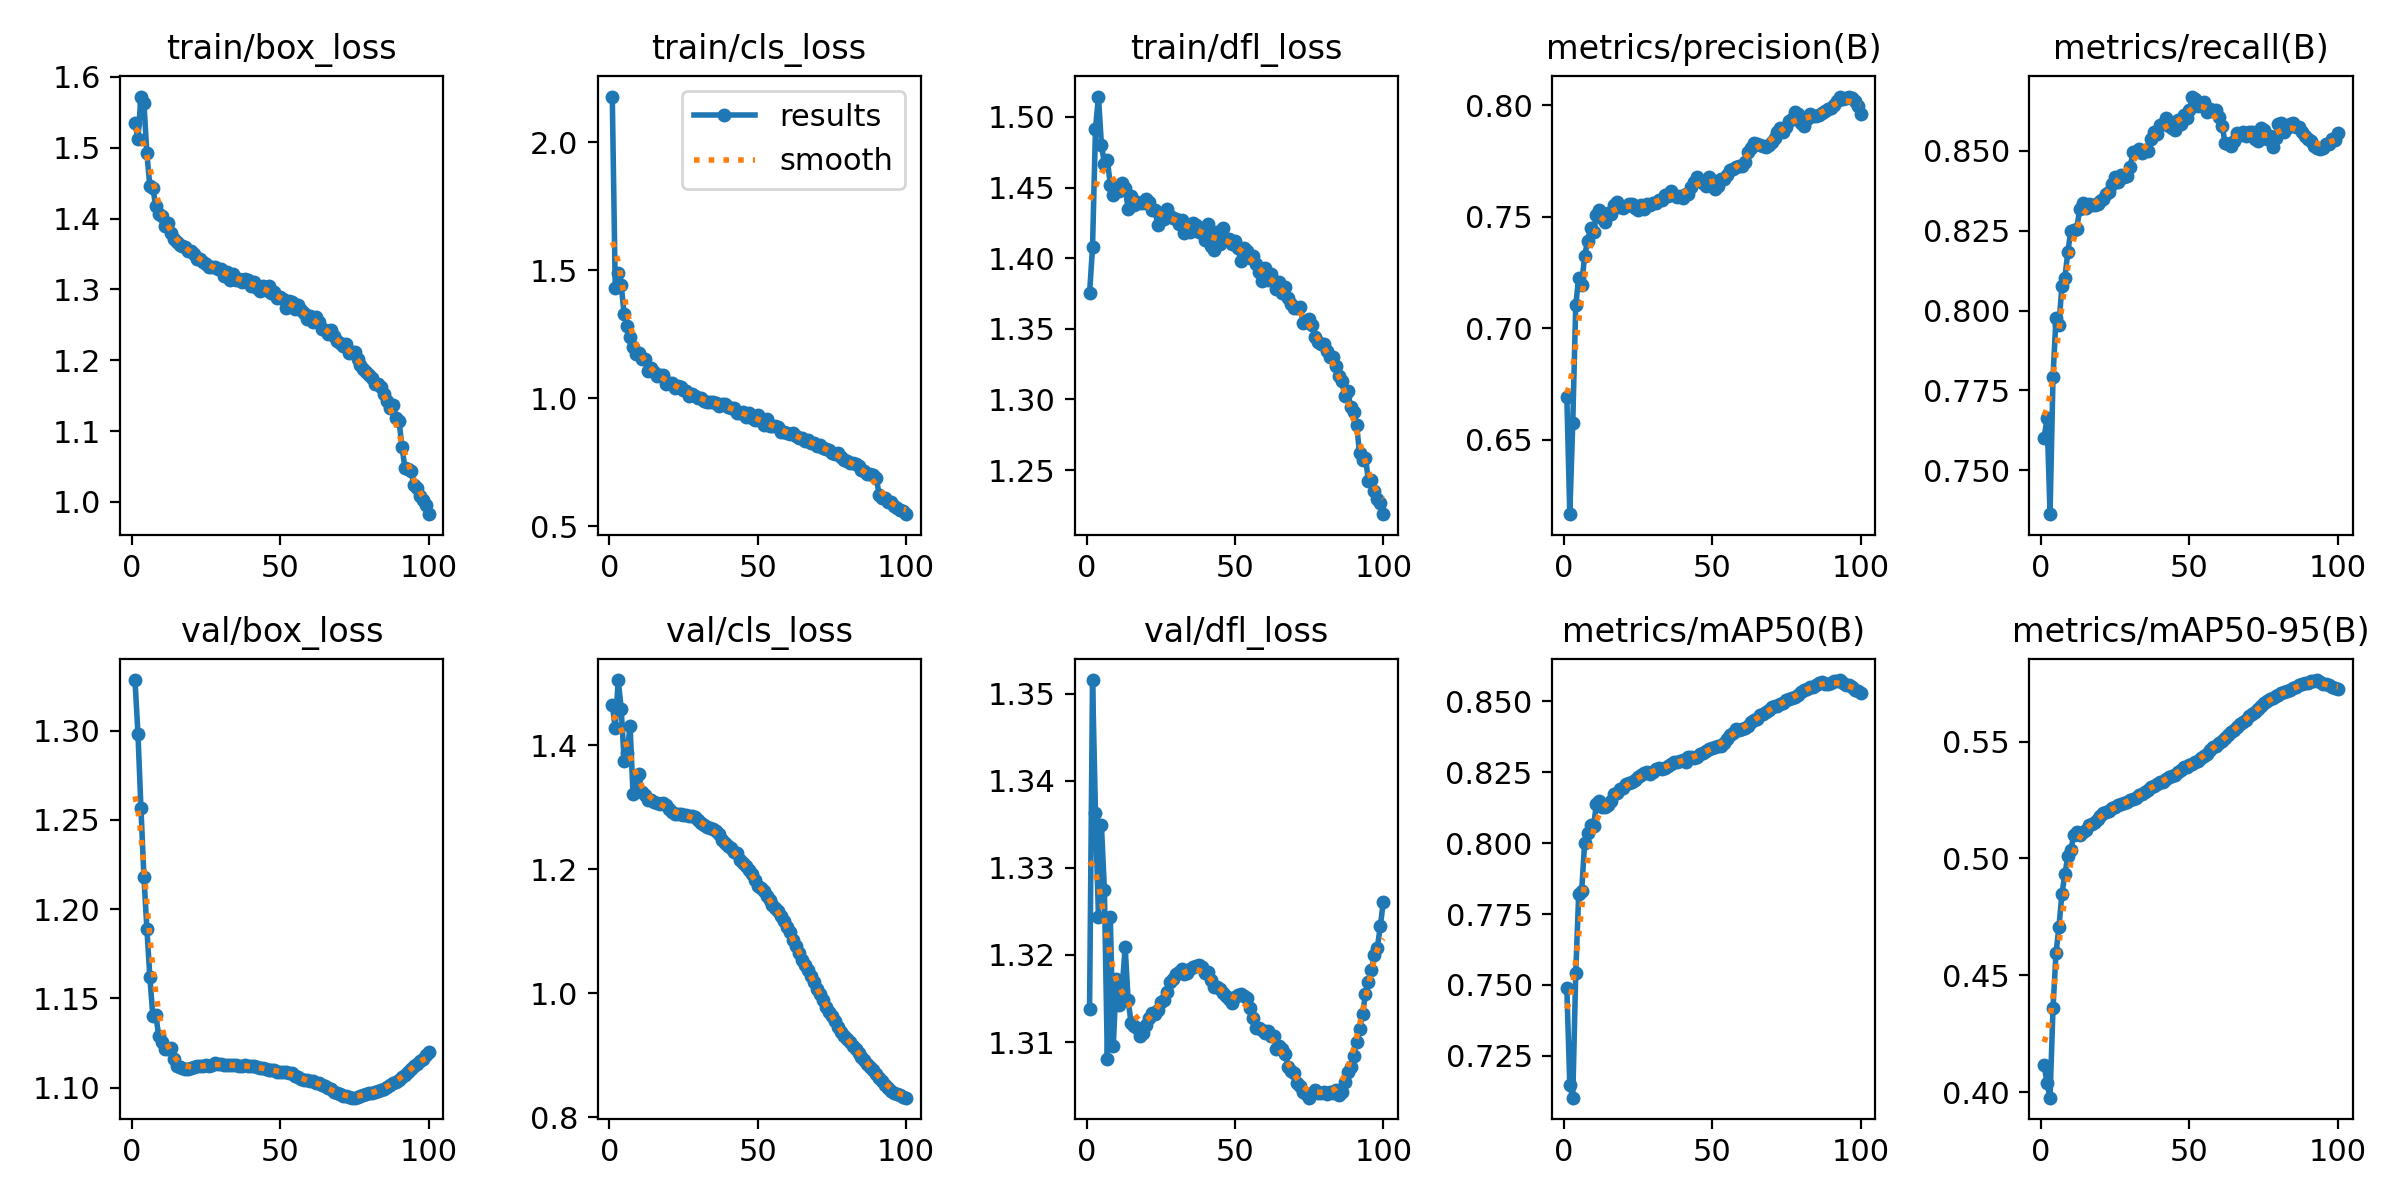 train/box_loss
1.6
1.5
1.4
1.3
1.2
1.1
1.0
0 50 100
train/cls_loss
results
smooth
2.0
1.5
1.0
0.5
0 50 100
train/dfl_loss
1.50
1.45
1.40
1.35
1.30
1.25
0 50 100
metrics/precision(B)
0.80
0.75
0.70
0.65
0 50 100
metrics/recall(B)
0.850
0.825
0.800
0.775
0.750
0 50 100
val/box_loss
1.30
1.25
1.20
1.15
1.10
0 50 100
val/cls_loss
1.4
1.2
1.0
0.8
0 50 100
val/dfl_loss
1.35
1.34
1.33
1.32
1.31
0 50 100
metrics/mAP50(B)
0.850
0.825
0.800
0.775
0.750
0.725
0 50 100
metrics/mAP50-95(B)
0.55
0.50
0.45
0.40
0 50 100